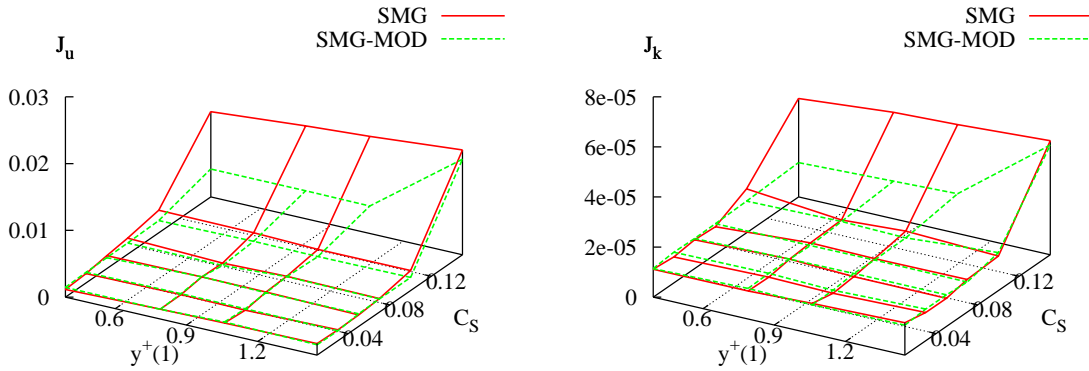 SMG
SMG-MOD
J_u
0.03
0.02
0.01
0
0.6
0.9
1.2
y^+(1)
0.04
0.08
0.12
C_S
SMG
SMG-MOD
J_k
8e-05
6e-05
4e-05
2e-05
0
0.6
0.9
1.2
y^+(1)
0.04
0.08
0.12
C_S